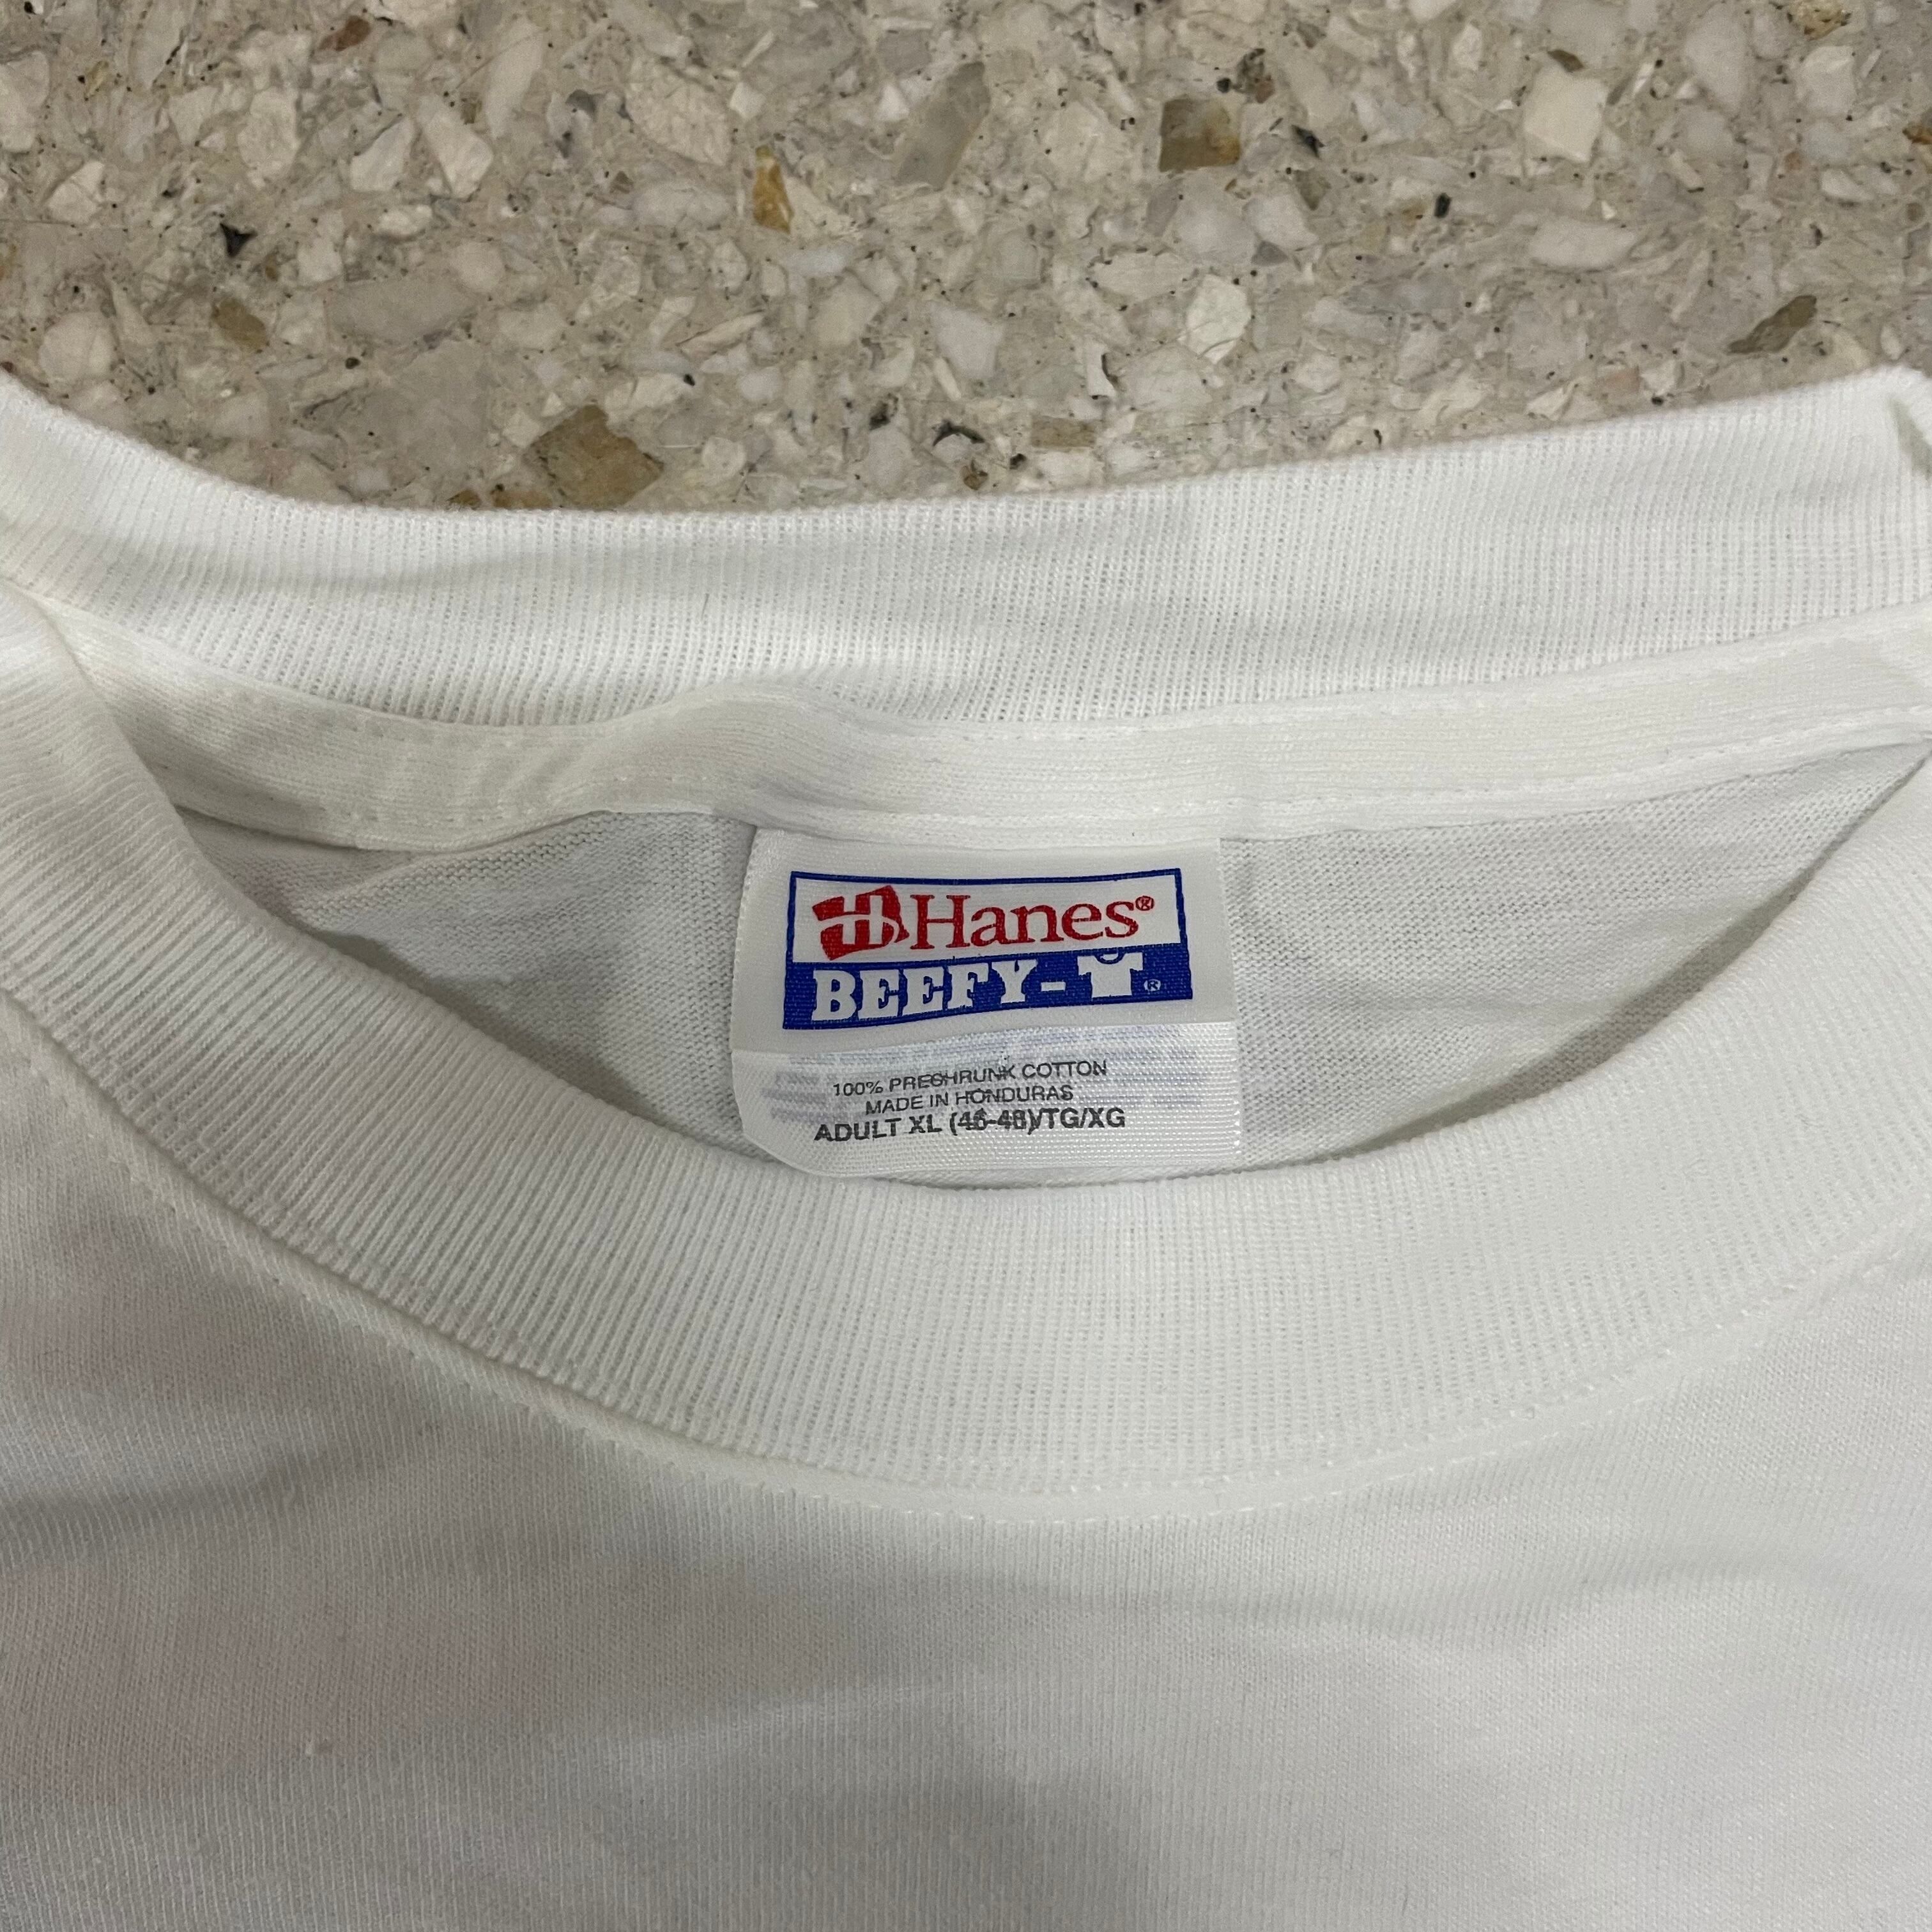 Hanes®
BEEFY-T®
100% PRESHRUNK COTTON
MADE IN HONDURAS
ADULT XL (46-48)/TG/XG